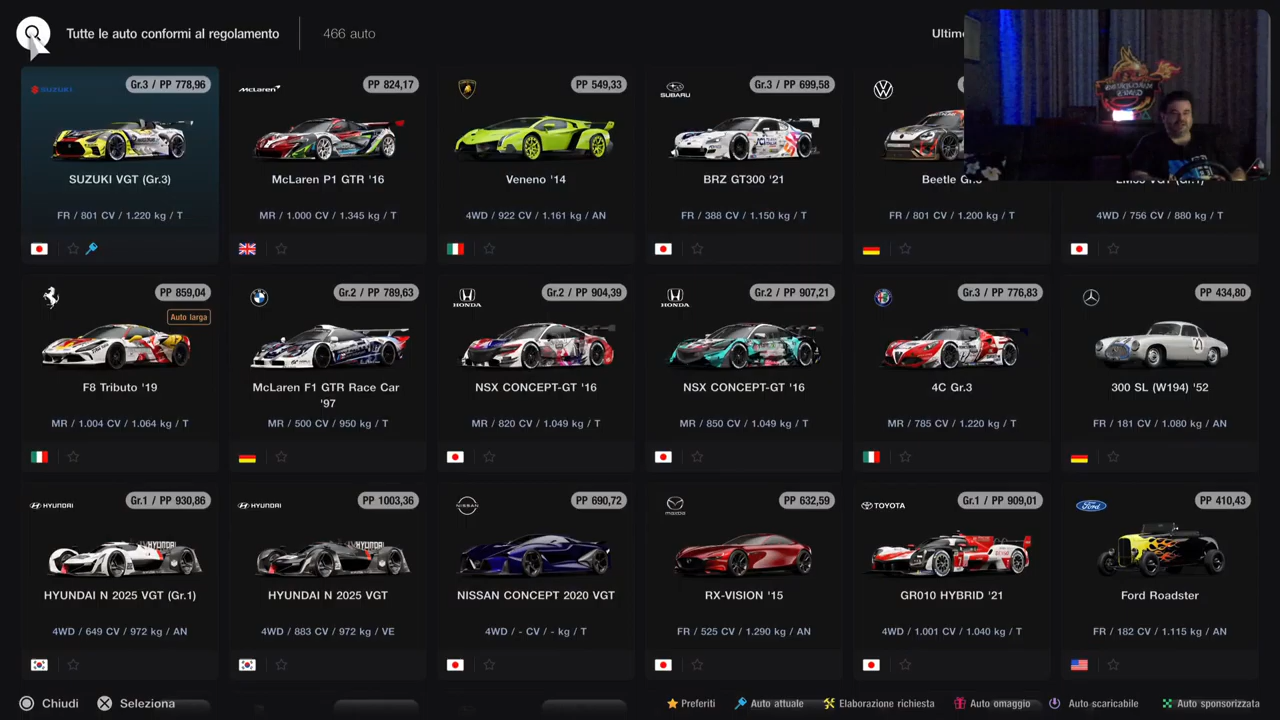 Tutte le auto conformi al regolamento
466 auto
Ultime
SUZUKI
Gr.3 / PP 778,96
SUZUKI VGT (Gr.3)
FR / 801 CV / 1.220 kg / T
McLaren
PP 824,17
McLaren P1 GTR '16
MR / 1.000 CV / 1.345 kg / T
PP 549,33
Veneno '14
4WD / 922 CV / 1.161 kg / AN
SUBARU
Gr.3 / PP 699,58
BRZ GT300 '21
FR / 388 CV / 1.150 kg / T
Beetle Gr.3
FR / 801 CV / 1.200 kg / T
4WD / 756 CV / 880 kg / T
PP 859,04
Auto larga
F8 Tributo '19
MR / 1.004 CV / 1.064 kg / T
Gr.2 / PP 789,63
McLaren F1 GTR Race Car
'97
MR / 500 CV / 950 kg / T
HONDA
Gr.2 / PP 904,39
NSX CONCEPT-GT '16
MR / 820 CV / 1.049 kg / T
HONDA
Gr.2 / PP 907,21
NSX CONCEPT-GT '16
MR / 850 CV / 1.049 kg / T
Gr.3 / PP 776,83
4C Gr.3
MR / 785 CV / 1.220 kg / T
PP 434,80
300 SL (W194) '52
FR / 181 CV / 1.080 kg / AN
HYUNDAI
Gr.1 / PP 930,86
HYUNDAI N 2025 VGT (Gr.1)
4WD / 649 CV / 972 kg / AN
HYUNDAI
PP 1003,36
HYUNDAI N 2025 VGT
4WD / 883 CV / 972 kg / VE
NISSAN
PP 690,72
NISSAN CONCEPT 2020 VGT
4WD / - CV / - kg / T
mazda
PP 632,59
RX-VISION '15
FR / 525 CV / 1.290 kg / AN
TOYOTA
Gr.1 / PP 909,01
GR010 HYBRID '21
4WD / 1.001 CV / 1.040 kg / T
Ford
PP 410,43
Ford Roadster
FR / 182 CV / 1.115 kg / AN
Chiudi
Seleziona
Preferiti
Auto attuale
Elaborazione richiesta
Auto omaggio
Auto scaricabile
Auto sponsorizzata